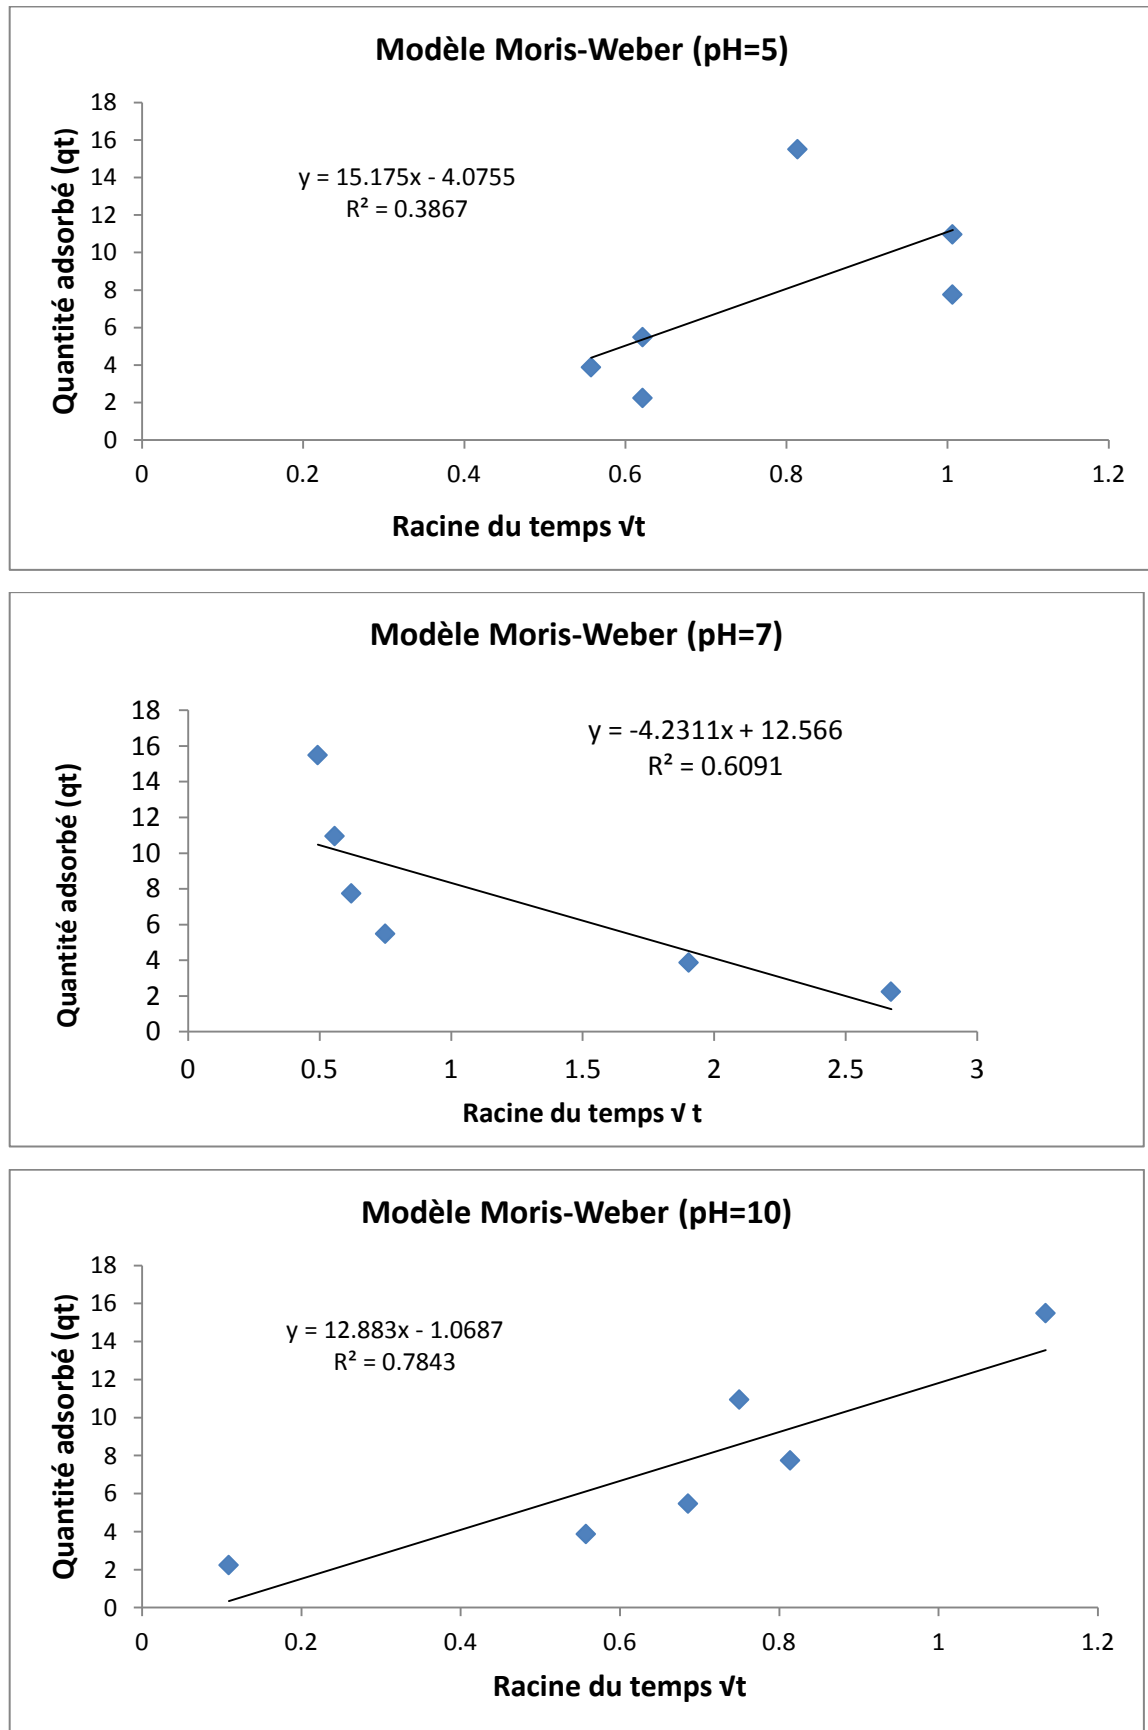 Modèle Moris-Weber (pH=5)
Quantité adsorbé (qt)
18
16
14
12
10
8
6
4
2
0
y = 15.175x - 4.0755
R² = 0.3867
0 0.2 0.4 0.6 0.8 1 1.2
Racine du temps √t
Modèle Moris-Weber (pH=7)
Quantité adsorbé (qt)
18
16
14
12
10
8
6
4
2
0
y = -4.2311x + 12.566
R² = 0.6091
0 0.5 1 1.5 2 2.5 3
Racine du temps √ t
Modèle Moris-Weber (pH=10)
Quantité adsorbé (qt)
18
16
14
12
10
8
6
4
2
0
y = 12.883x - 1.0687
R² = 0.7843
0 0.2 0.4 0.6 0.8 1 1.2
Racine du temps √t